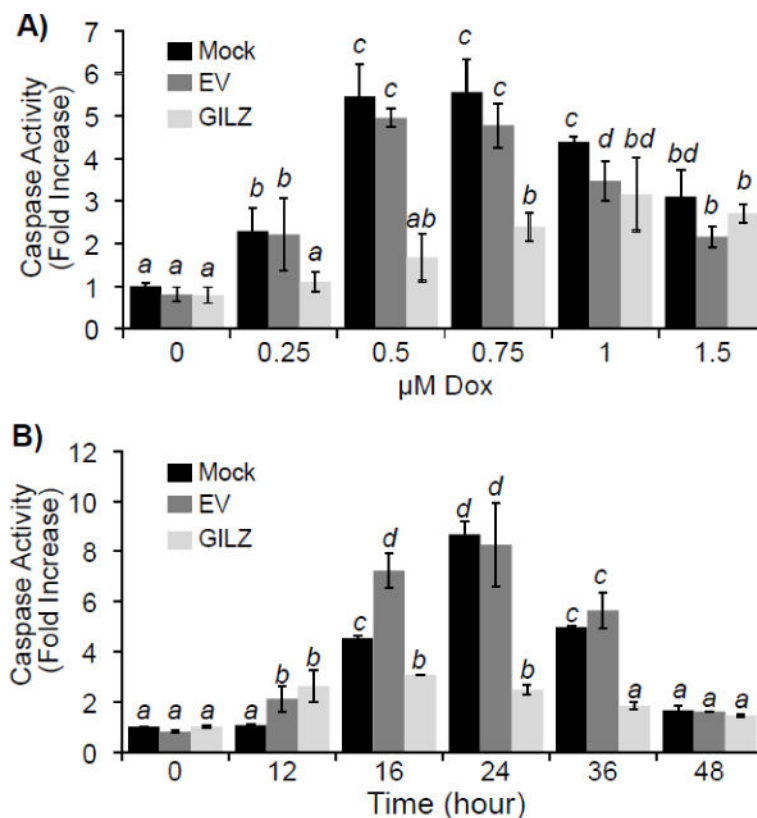 A)
Caspase Activity
(Fold Increase)
7
6
5
4
3
2
1
0
Mock
EV
GILZ
a a a
b b a
c c ab
c c b
c d bd
bd b b
0 0.25 0.5 0.75 1 1.5
µM Dox
B)
Caspase Activity
(Fold Increase)
12
10
8
6
4
2
0
Mock
EV
GILZ
a a a
a b b
c d b
d d b
c c a
a a a
0 12 16 24 36 48
Time (hour)